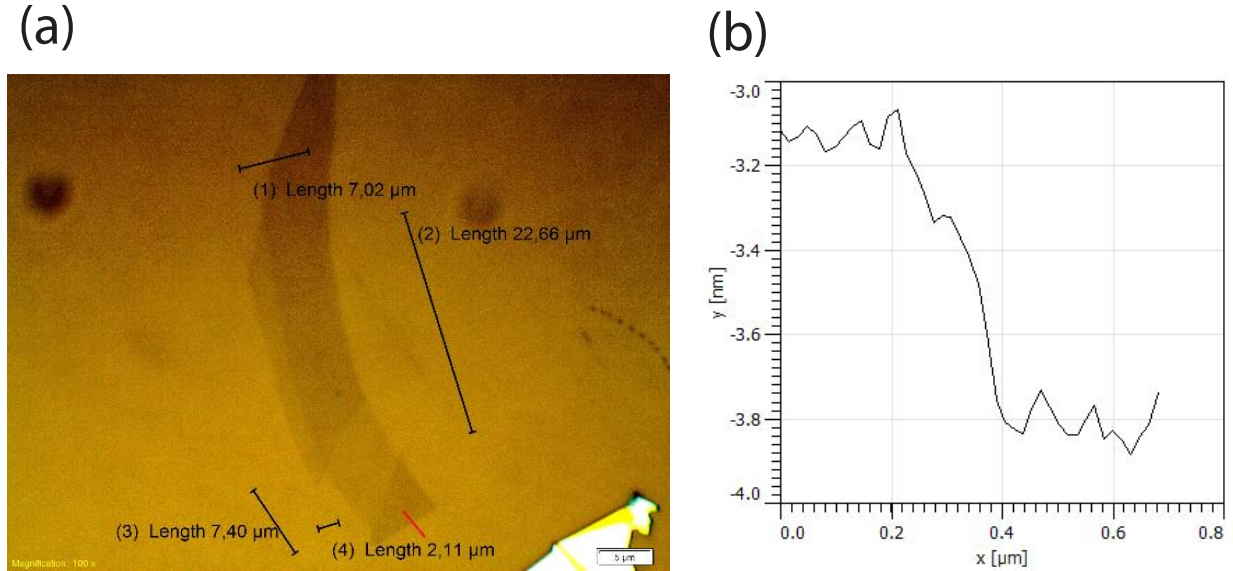 (a)
(1) Length 7,02 µm
(2) Length 22,66 µm
(3) Length 7,40 µm
(4) Length 2,11 µm
5 µm
Magnification: 100 x
(b)
-3.0
-3.2
-3.4
-3.6
-3.8
-4.0
y [nm]
0.0 0.2 0.4 0.6 0.8
x [µm]